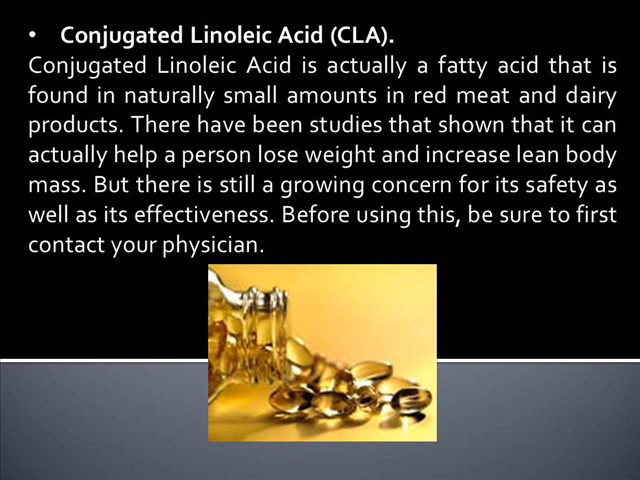 • Conjugated Linoleic Acid (CLA).
Conjugated Linoleic Acid is actually a fatty acid that is
found in naturally small amounts in red meat and dairy
products. There have been studies that shown that it can
actually help a person lose weight and increase lean body
mass. But there is still a growing concern for its safety as
well as its effectiveness. Before using this, be sure to first
contact your physician.